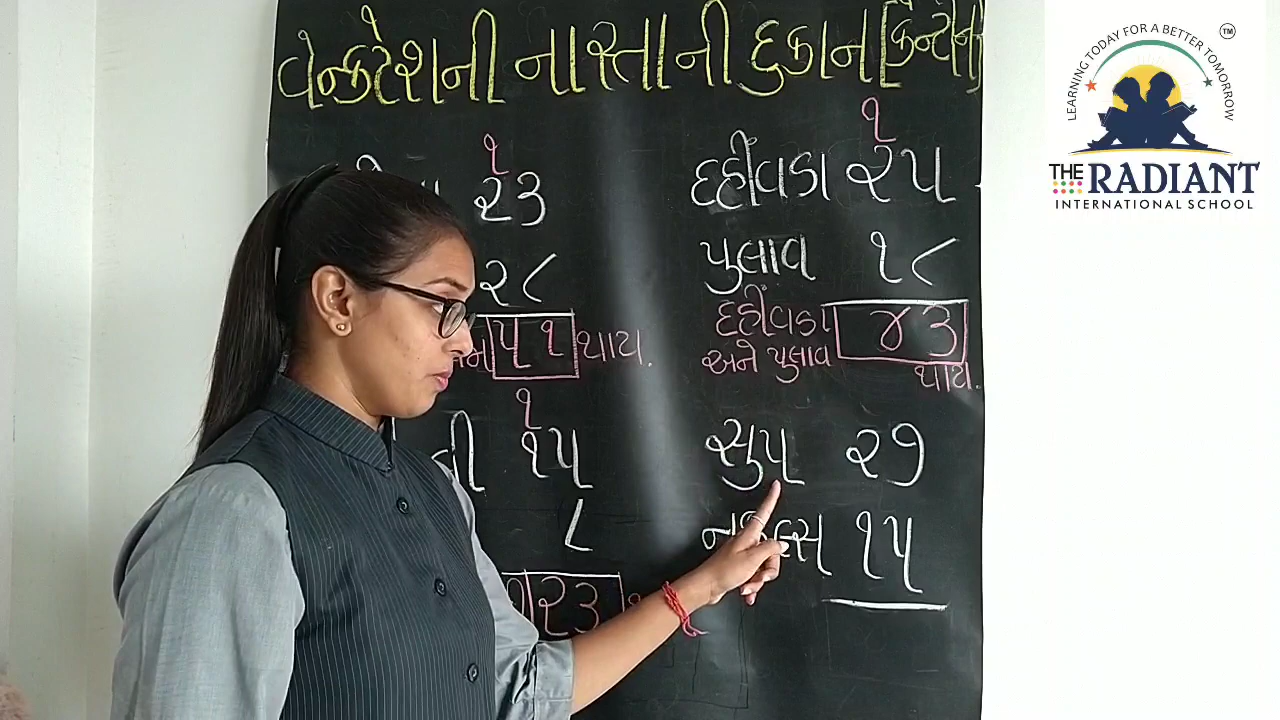 વેન્કટેશની નાસ્તાની દુકાન
૧
૨૩
૨૮
૫૧ થાય.
૧
૧૫
૮
૨૩
૧
દહીંવડા ૨૫
પુલાવ ૧૮
દહીંવડા ૪૩
અને પુલાવ
થાય.
સુપ ૨૭
૧૫
LEARNING TODAY FOR A BETTER TOMORROW
TM
THE RADIANT
INTERNATIONAL SCHOOL